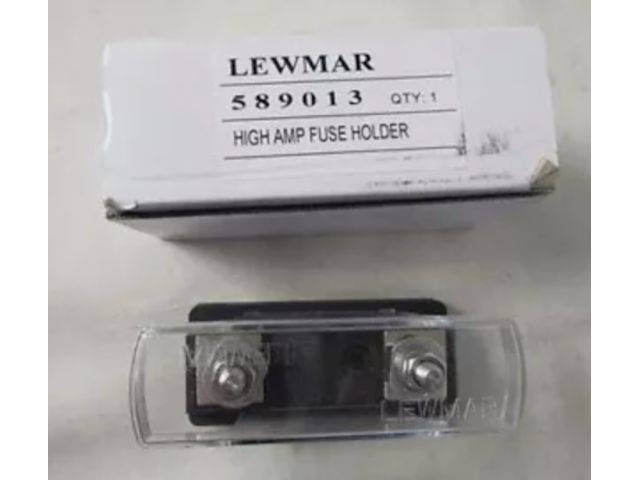 LEWMAR
589013 QTY: 1
HIGH AMP FUSE HOLDER
LEWMAR